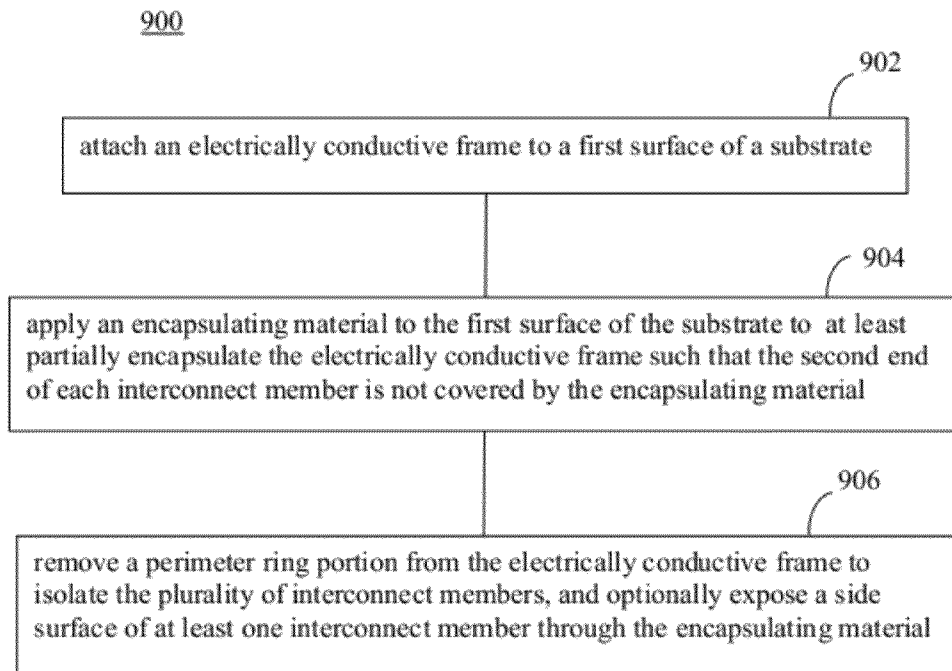 900
902
attach an electrically conductive frame to a first surface of a substrate
904
apply an encapsulating material to the first surface of the substrate to at least
partially encapsulate the electrically conductive frame such that the second end
of each interconnect member is not covered by the encapsulating material
906
remove a perimeter ring portion from the electrically conductive frame to
isolate the plurality of interconnect members, and optionally expose a side
surface of at least one interconnect member through the encapsulating material